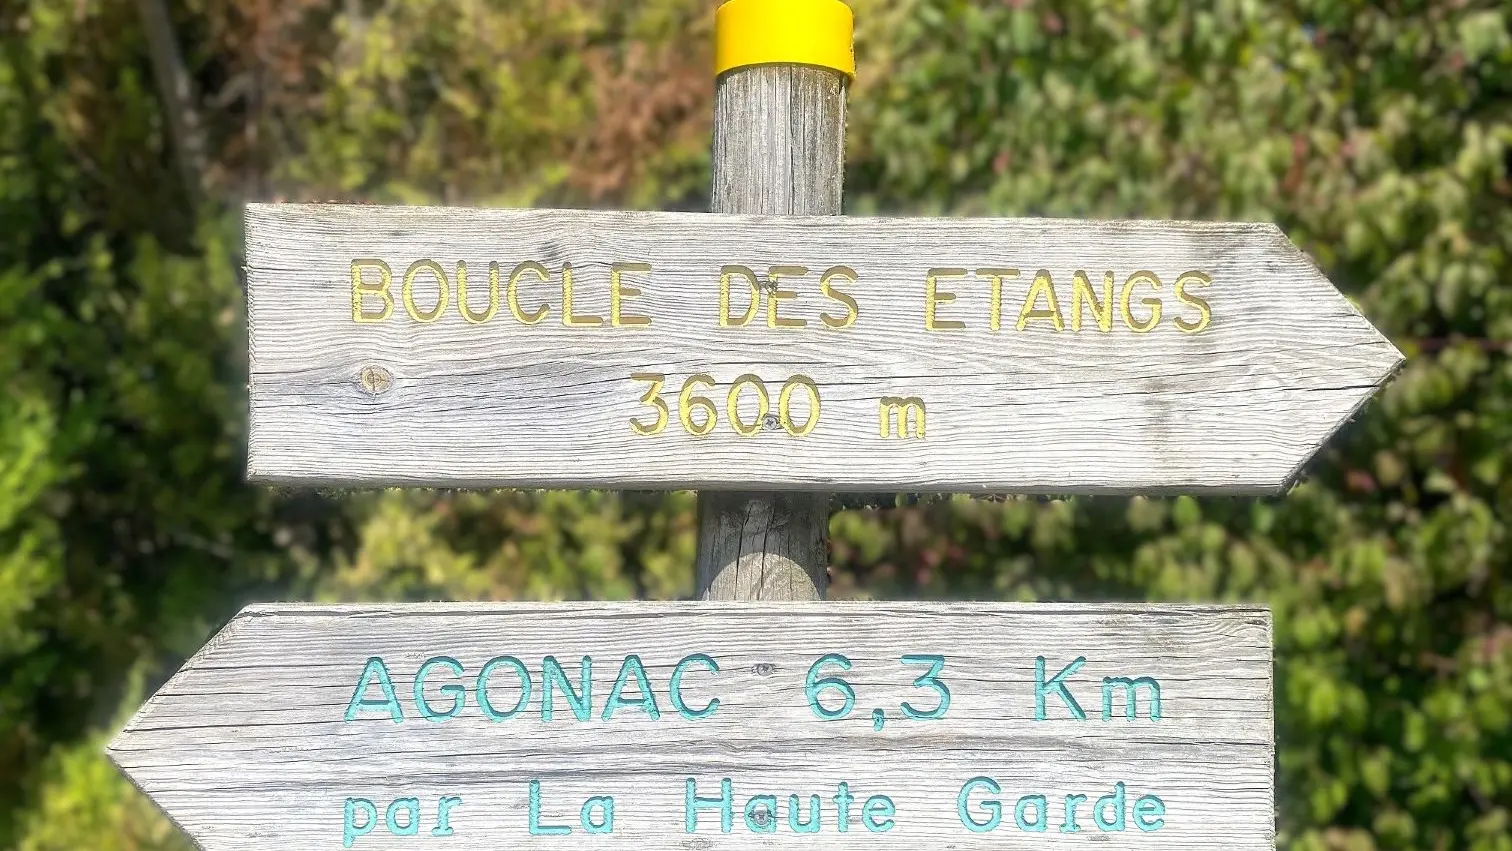 BOUCLE DES ETANGS
3600 m
AGONAC 6,3 Km
par La Haute Garde